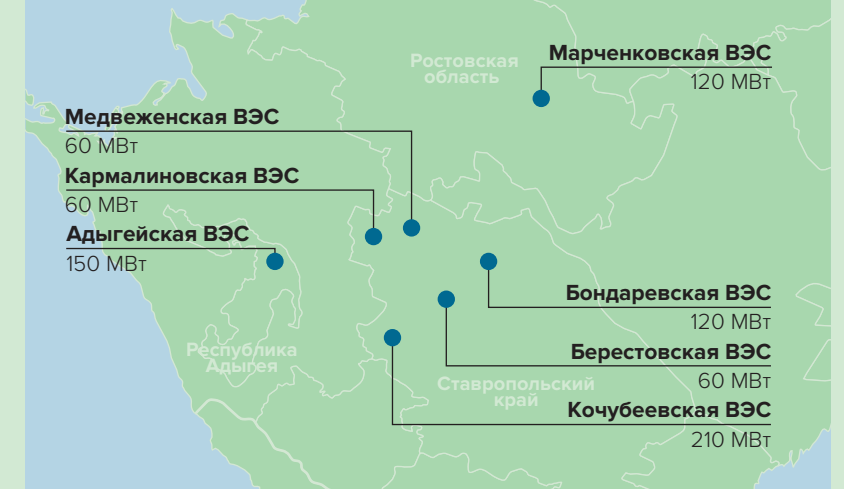 Ростовская
область
Марченковская ВЭС
120 МВт
Медвеженская ВЭС
60 МВт
Кармалиновская ВЭС
60 МВт
Адыгейская ВЭС
150 МВт
Бондаревская ВЭС
120 МВт
Берестовская ВЭС
60 МВт
Кочубеевская ВЭС
210 МВт
Республика
Адыгея
Ставропольский
край